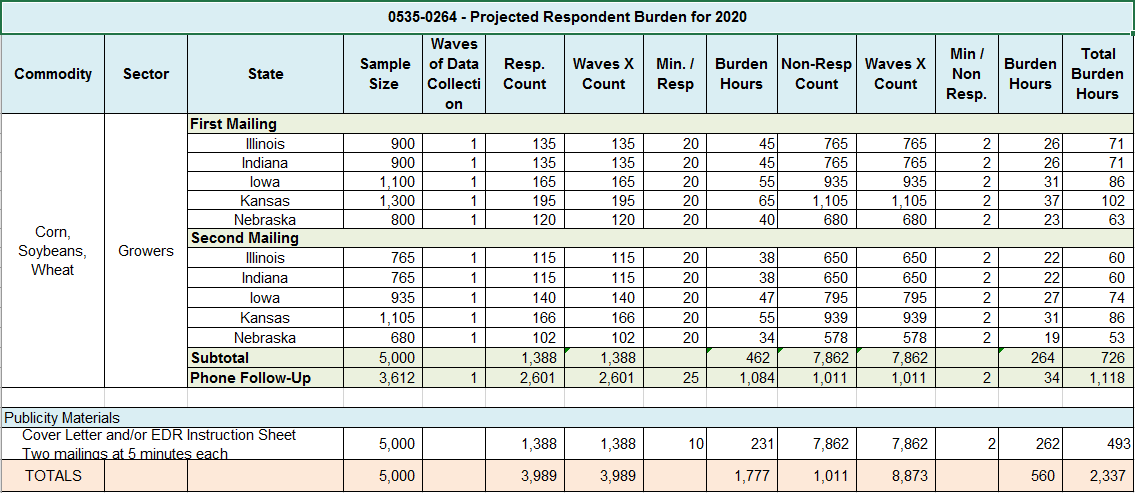 0535-0264 - Projected Respondent Burden for 2020
Commodity Sector State Sample Size Waves of Data Collecti on Resp. Count Waves X Count Min. / Resp Burden Hours Non-Resp Count Waves X Count Min / Non Resp. Burden Hours Total Burden Hours
Corn, Soybeans, Wheat Growers
First Mailing
Illinois 900 1 135 135 20 45 765 765 2 26 71
Indiana 900 1 135 135 20 45 765 765 2 26 71
Iowa 1,100 1 165 165 20 55 935 935 2 31 86
Kansas 1,300 1 195 195 20 65 1,105 1,105 2 37 102
Nebraska 800 1 120 120 20 40 680 680 2 23 63
Second Mailing
Illinois 765 1 115 115 20 38 650 650 2 22 60
Indiana 765 1 115 115 20 38 650 650 2 22 60
Iowa 935 1 140 140 20 47 795 795 2 27 74
Kansas 1,105 1 166 166 20 55 939 939 2 31 86
Nebraska 680 1 102 102 20 34 578 578 2 19 53
Subtotal 5,000 1,388 1,388 462 7,862 7,862 264 726
Phone Follow-Up 3,612 1 2,601 2,601 25 1,084 1,011 1,011 2 34 1,118
Publicity Materials
Cover Letter and/or EDR Instruction Sheet
Two mailings at 5 minutes each
5,000 1,388 1,388 10 231 7,862 7,862 2 262 493
TOTALS 5,000 3,989 3,989 1,777 1,011 8,873 560 2,337